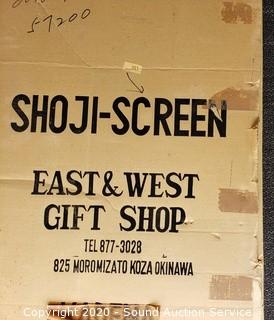 57200
SHOJI-SCREEN
EAST & WEST
GIFT SHOP
TEL 877-3028
825 MOROMIZATO KOZA OKINAWA
Copyright 2020 - Sound Auction Service